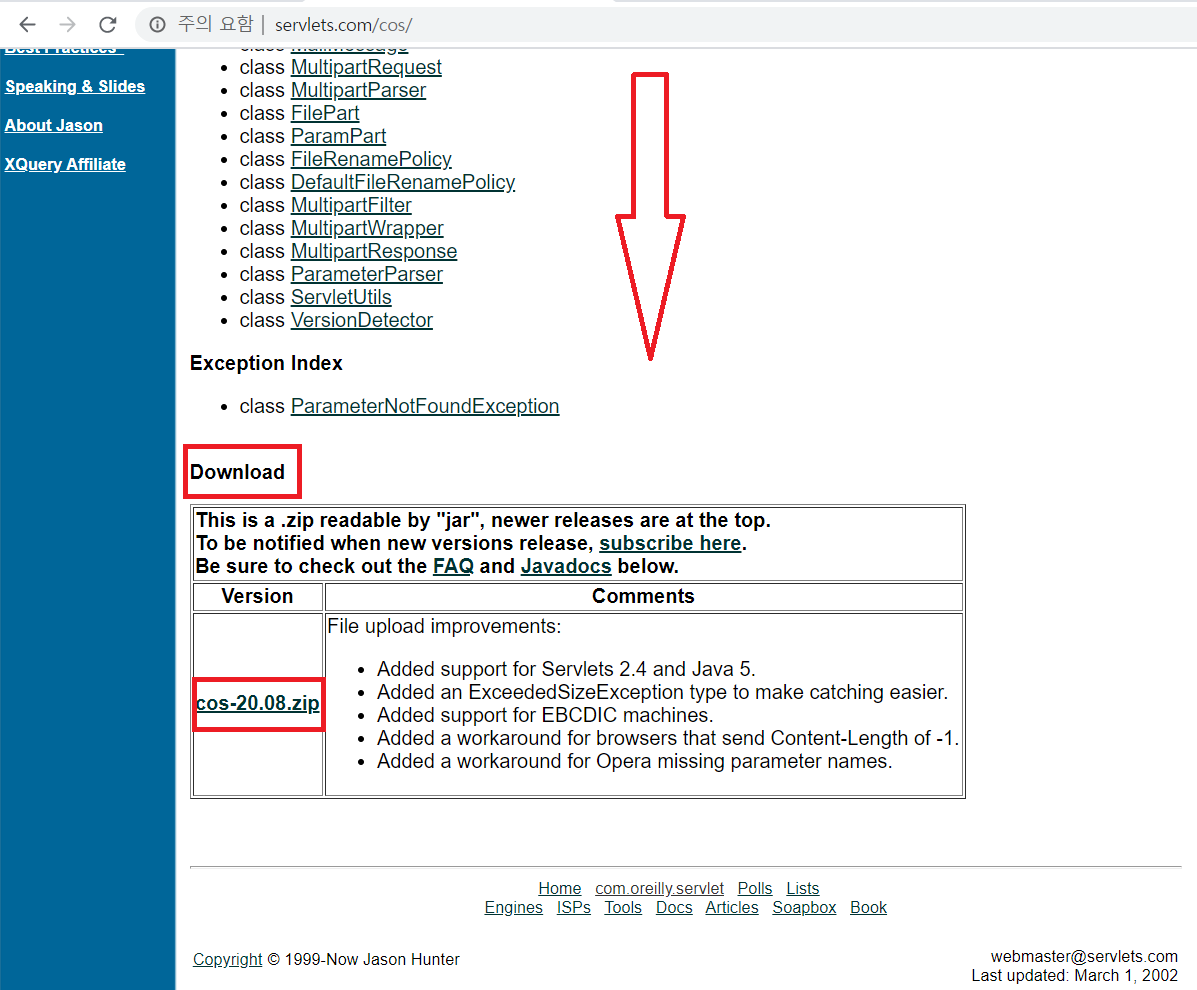 주의 요함 | servlets.com/cos/
Best Practices
Speaking & Slides
About Jason
XQuery Affiliate
class MailMessage
class MultipartRequest
class MultipartParser
class FilePart
class ParamPart
class FileRenamePolicy
class DefaultFileRenamePolicy
class MultipartFilter
class MultipartWrapper
class MultipartResponse
class ParameterParser
class ServletUtils
class VersionDetector
Exception Index
class ParameterNotFoundException
Download
This is a .zip readable by "jar", newer releases are at the top.
To be notified when new versions release, subscribe here.
Be sure to check out the FAQ and Javadocs below.
Version Comments
File upload improvements:
cos-20.08.zip
Added support for Servlets 2.4 and Java 5.
Added an ExceededSizeException type to make catching easier.
Added support for EBCDIC machines.
Added a workaround for browsers that send Content-Length of -1.
Added a workaround for Opera missing parameter names.
Home com.oreilly.servlet Polls Lists
Engines ISPs Tools Docs Articles Soapbox Book
Copyright © 1999-Now Jason Hunter
webmaster@servlets.com
Last updated: March 1, 2002